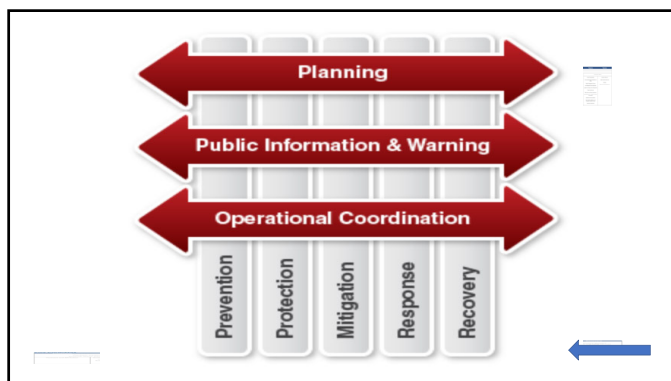 Planning
Public Information & Warning
Operational Coordination
Prevention
Protection
Mitigation
Response
Recovery